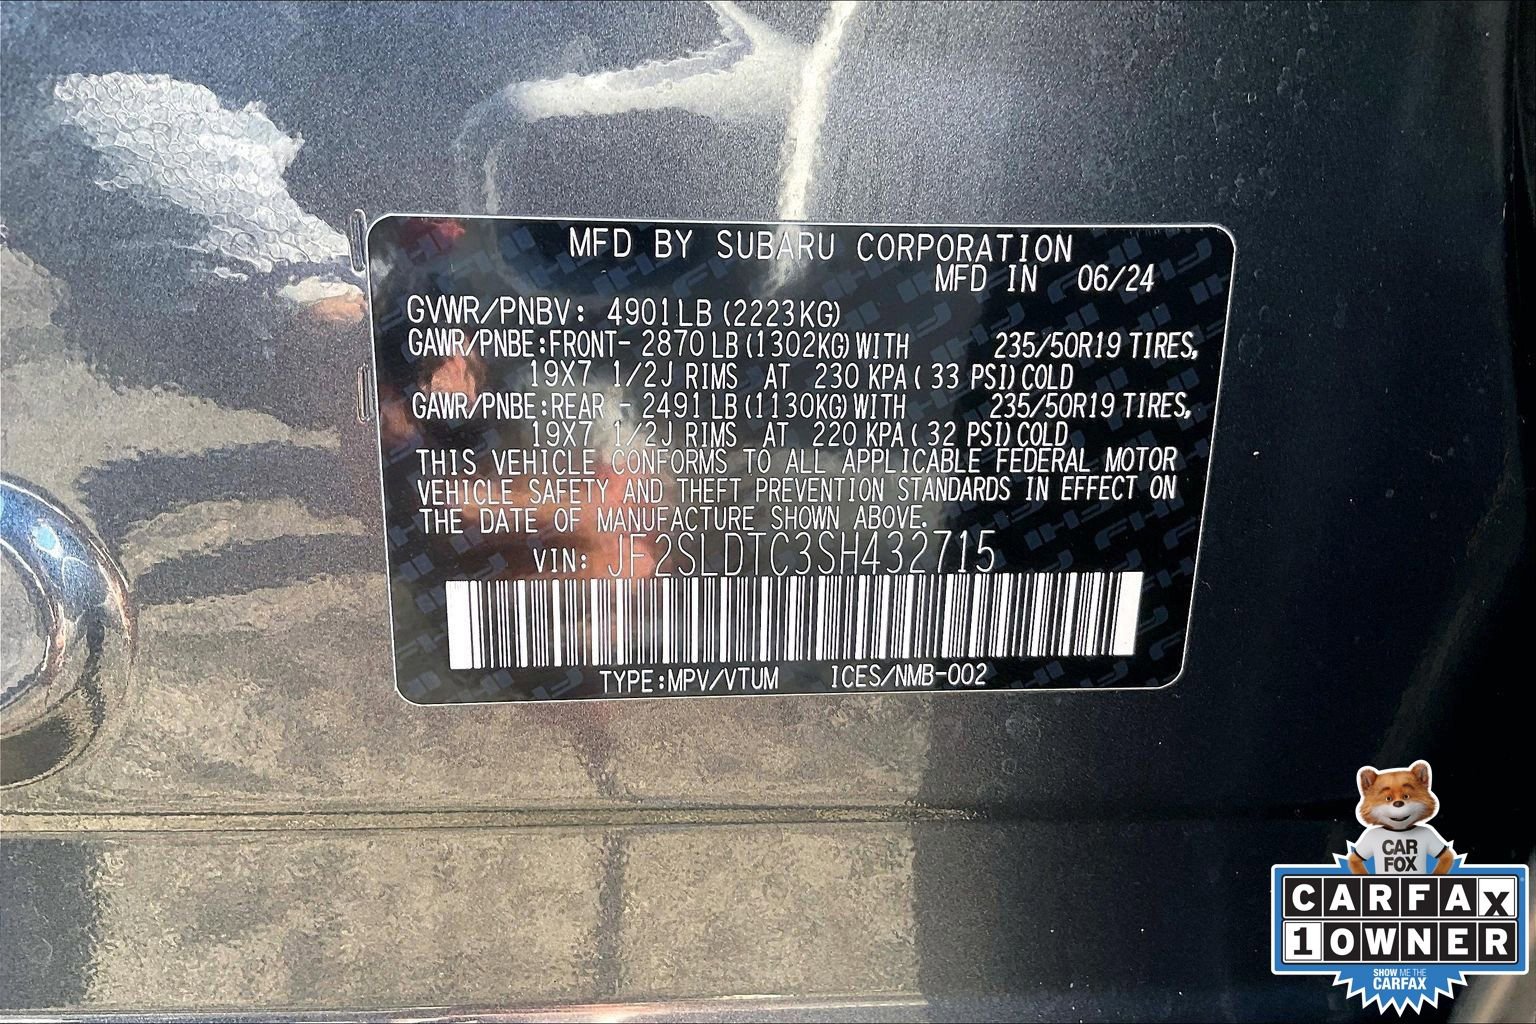 MFD BY SUBARU CORPORATION
MFD IN 06/24
GVWR/PNBV: 4901LB (2223KG)
GAWR/PNBE:FRONT- 2870 LB (1302KG) WITH 235/50R19 TIRES,
19X7 1/2J RIMS AT 230 KPA ( 33 PSI) COLD
GAWR/PNBE:REAR - 2491 LB (1130KG) WITH 235/50R19 TIRES,
19X7 1/2J RIMS AT 220 KPA ( 32 PSI) COLD
THIS VEHICLE CONFORMS TO ALL APPLICABLE FEDERAL MOTOR
VEHICLE SAFETY AND THEFT PREVENTION STANDARDS IN EFFECT ON
THE DATE OF MANUFACTURE SHOWN ABOVE.
VIN: JF2SLDTC3SH432715
TYPE:MPV/VTUM ICES/NMB-002
CAR
FOX
CARFAX
1 OWNER
SHOW ME THE
CARFAX